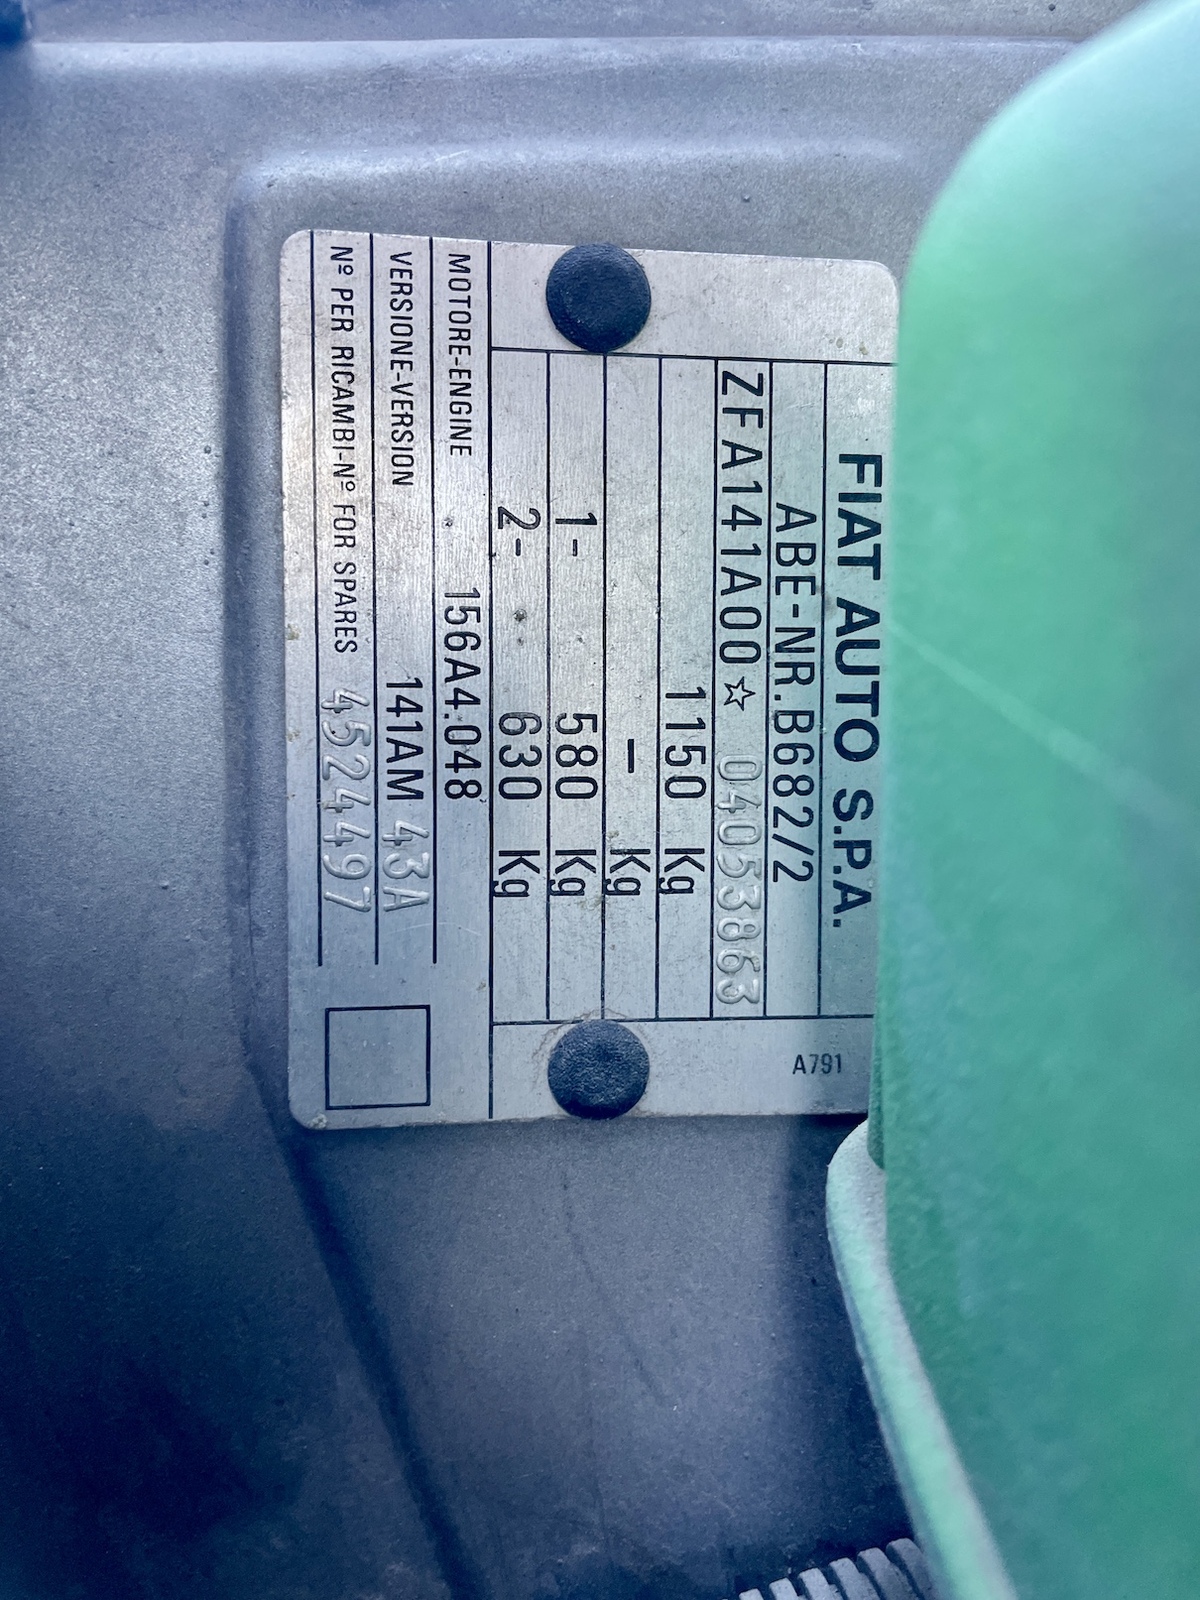 FIAT AUTO S.P.A.
ABE-NR.B682/2
ZFA141A00☆ 04053863
1150 Kg
– Kg
1- 580 Kg
2- 630 Kg
A791
MOTORE-ENGINE 156A4.048
VERSIONE-VERSION 141AM 43A
Nº PER RICAMBI-Nº FOR SPARES 4524497